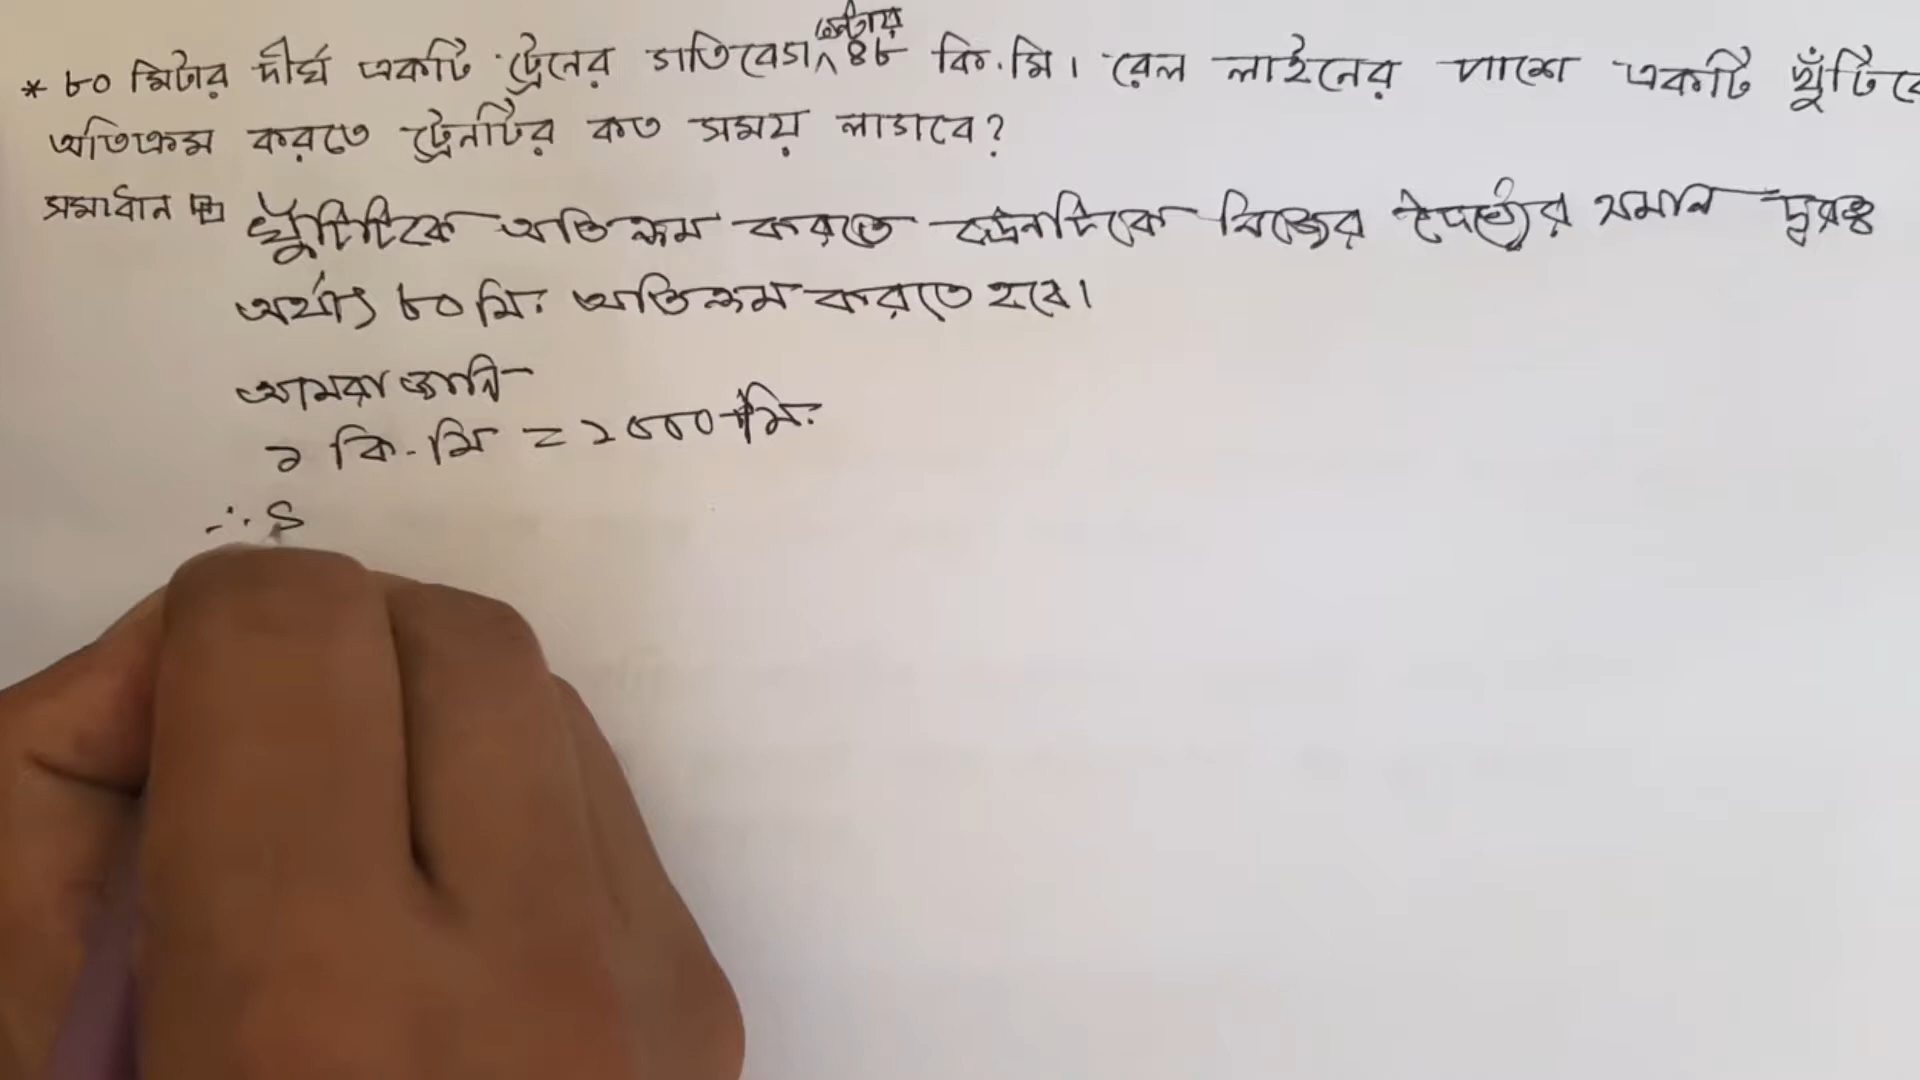 * ৮০ মিটার দীর্ঘ একটি ট্রেনের গতিবেগ ঘন্টায় ৪৮ কি.মি। রেল লাইনের পাশে একটি খুঁটিকে
অতিক্রম করতে ট্রেনটির কত সময় লাগবে?
সমাধান খুঁটিটিকে অতিক্রম করতে ট্রেনটিকে নিজের দৈর্ঘ্যের সমান দূরত্ব
অর্থাৎ ৮০ মি. অতিক্রম করতে হবে।
আমরা জানি-
১ কি.মি = ১০০০ মি.
∴ ৪